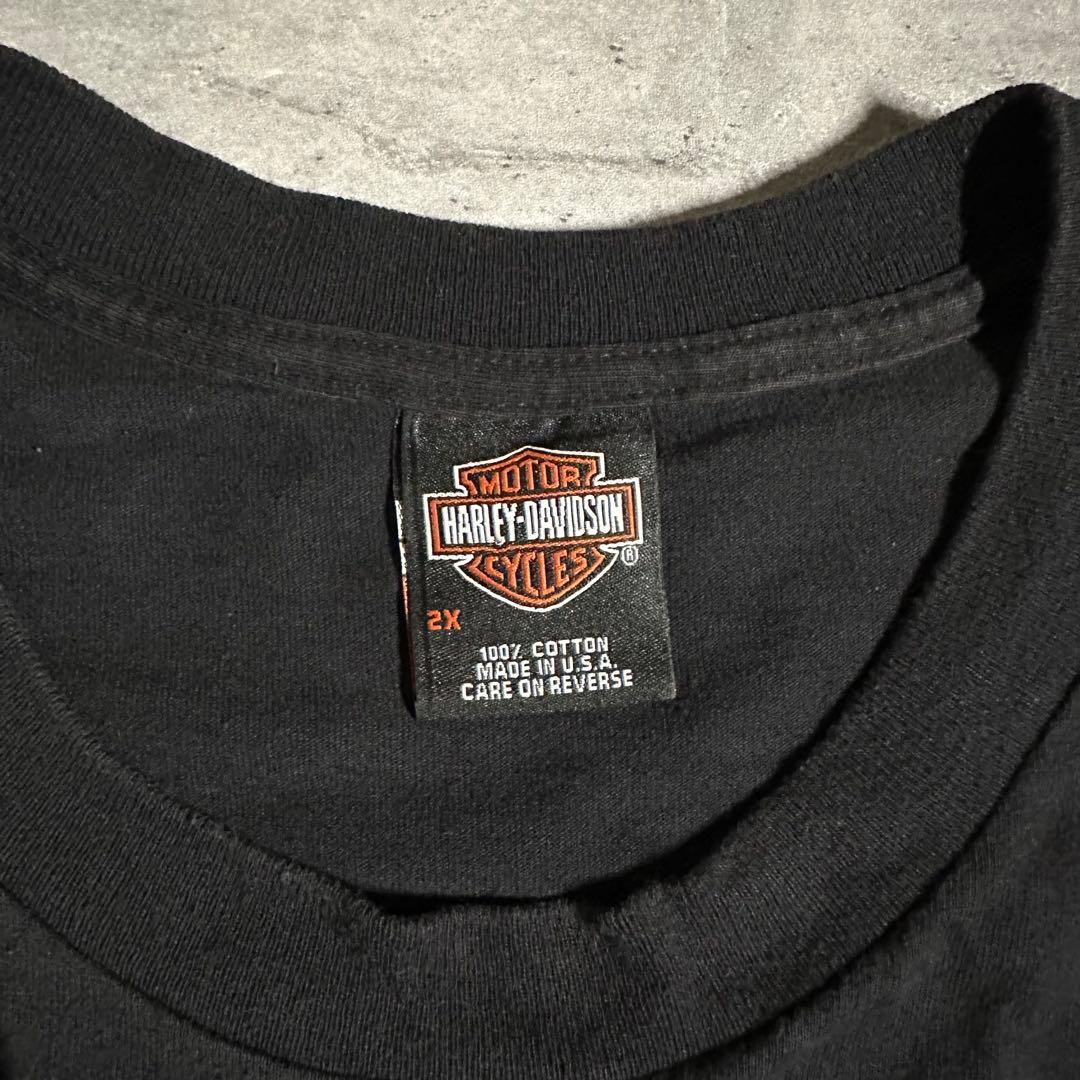 MOTOR
HARLEY-DAVIDSON
CYCLES
®
2X
100% COTTON
MADE IN U.S.A.
CARE ON REVERSE